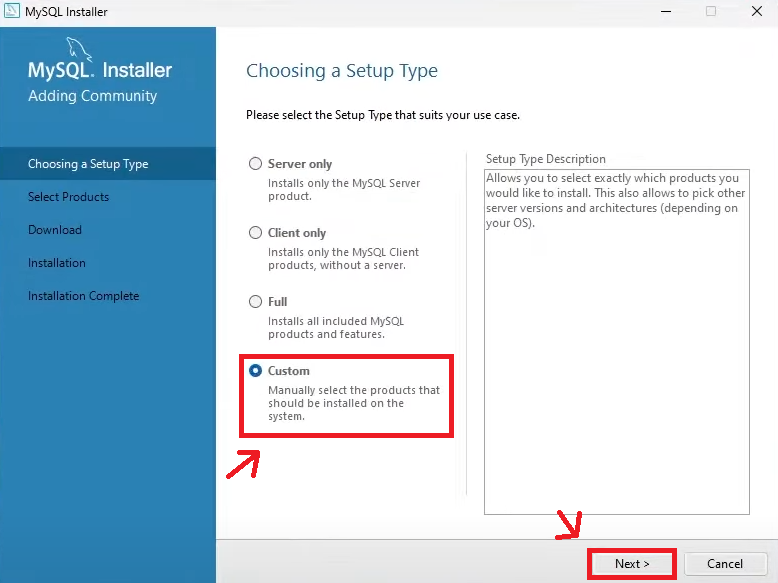 MySQL Installer
MySQL. Installer
Adding Community
Choosing a Setup Type
Select Products
Download
Installation
Installation Complete
Choosing a Setup Type
Please select the Setup Type that suits your use case.
Server only
Installs only the MySQL Server
product.
Client only
Installs only the MySQL Client
products, without a server.
Full
Installs all included MySQL
products and features.
Custom
Manually select the products that
should be installed on the
system.
Setup Type Description
Allows you to select exactly which products you
would like to install. This also allows to pick other
server versions and architectures (depending on
your OS).
Next >
Cancel